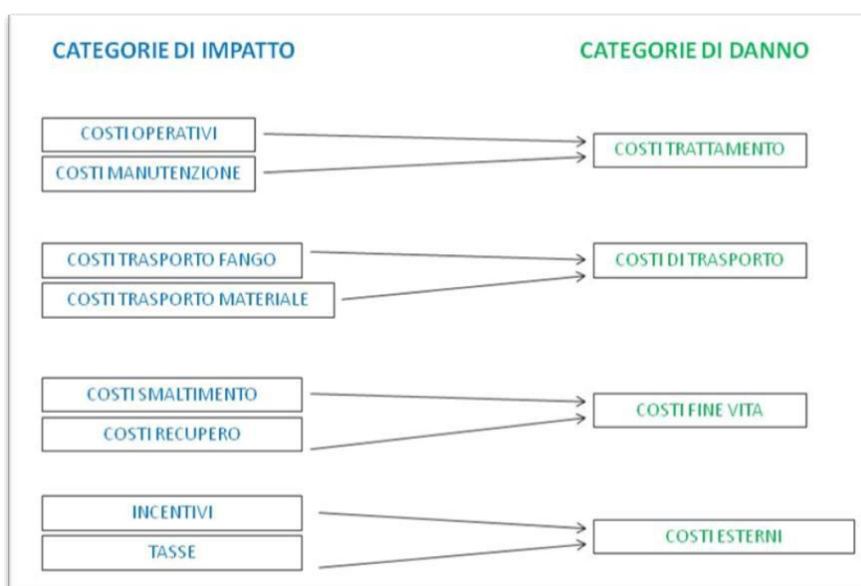 CATEGORIE DI IMPATTO
CATEGORIE DI DANNO
COSTI OPERATIVI
COSTI MANUTENZIONE
COSTI TRATTAMENTO
COSTI TRASPORTO FANGO
COSTI TRASPORTO MATERIALE
COSTI DI TRASPORTO
COSTI SMALTIMENTO
COSTI RECUPERO
COSTI FINE VITA
INCENTIVI
TASSE
COSTI ESTERNI